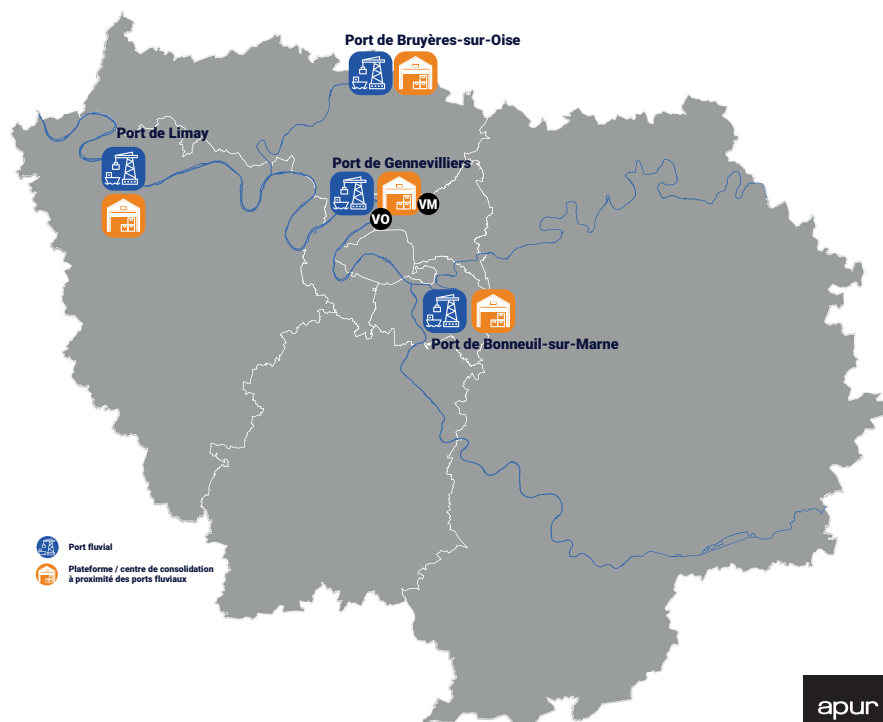 Port de Bruyères-sur-Oise
Port de Limay
Port de Gennevilliers
VM
VO
Port de Bonneuil-sur-Marne
Port fluvial
Plateforme / centre de consolidation
à proximité des ports fluviaux
apur